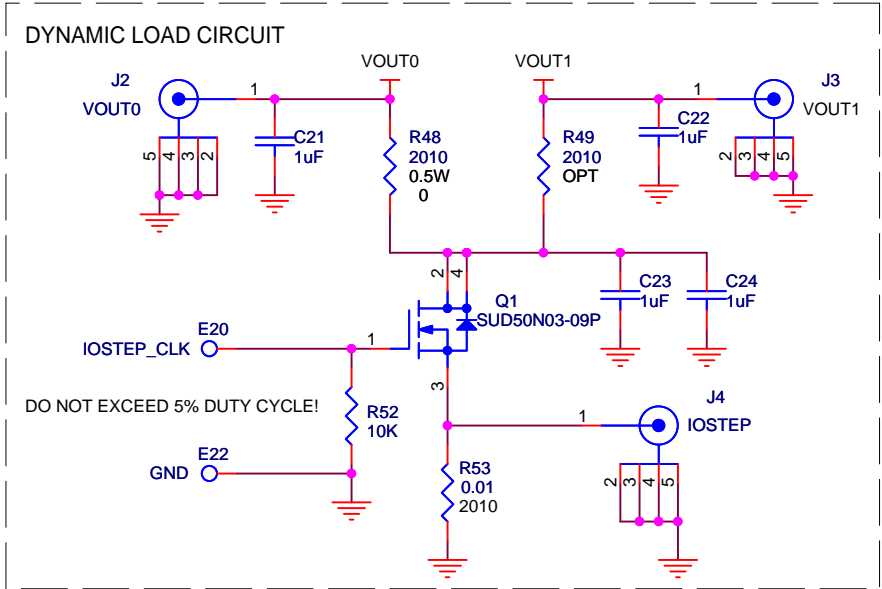 DYNAMIC LOAD CIRCUIT
VOUT0
VOUT1
J2
VOUT0
1
5
4
3
2
C21
1uF
R48
2010
0.5W
0
R49
2010
OPT
C22
1uF
1
J3
VOUT1
2
3
4
5
2
4
Q1
SUD50N03-09P
C23
1uF
C24
1uF
E20
IOSTEP_CLK
1
3
DO NOT EXCEED 5% DUTY CYCLE!
R52
10K
E22
GND
R53
0.01
2010
1
J4
IOSTEP
2
3
4
5